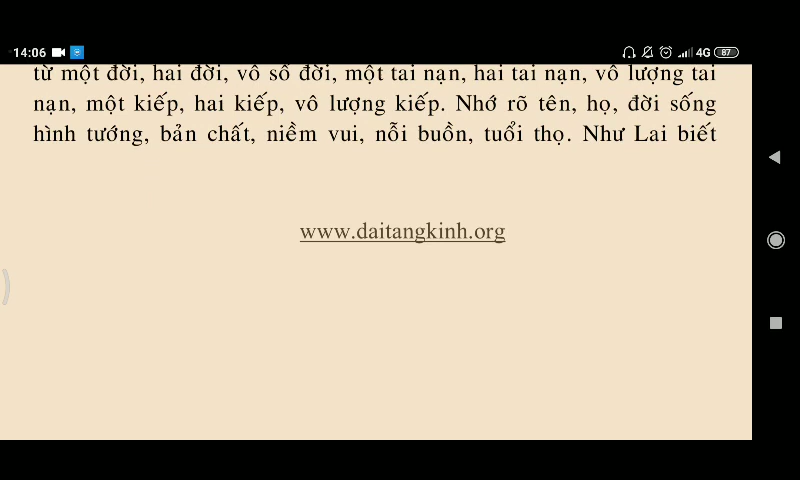 14:06
4G
87
từ một đời, hai đời, vô số đời, một tai nạn, hai tai nạn, vô lượng tai
nạn, một kiếp, hai kiếp, vô lượng kiếp. Nhớ rõ tên, họ, đời sống
hình tướng, bản chất, niềm vui, nỗi buồn, tuổi thọ. Như Lai biết
www.daitangkinh.org